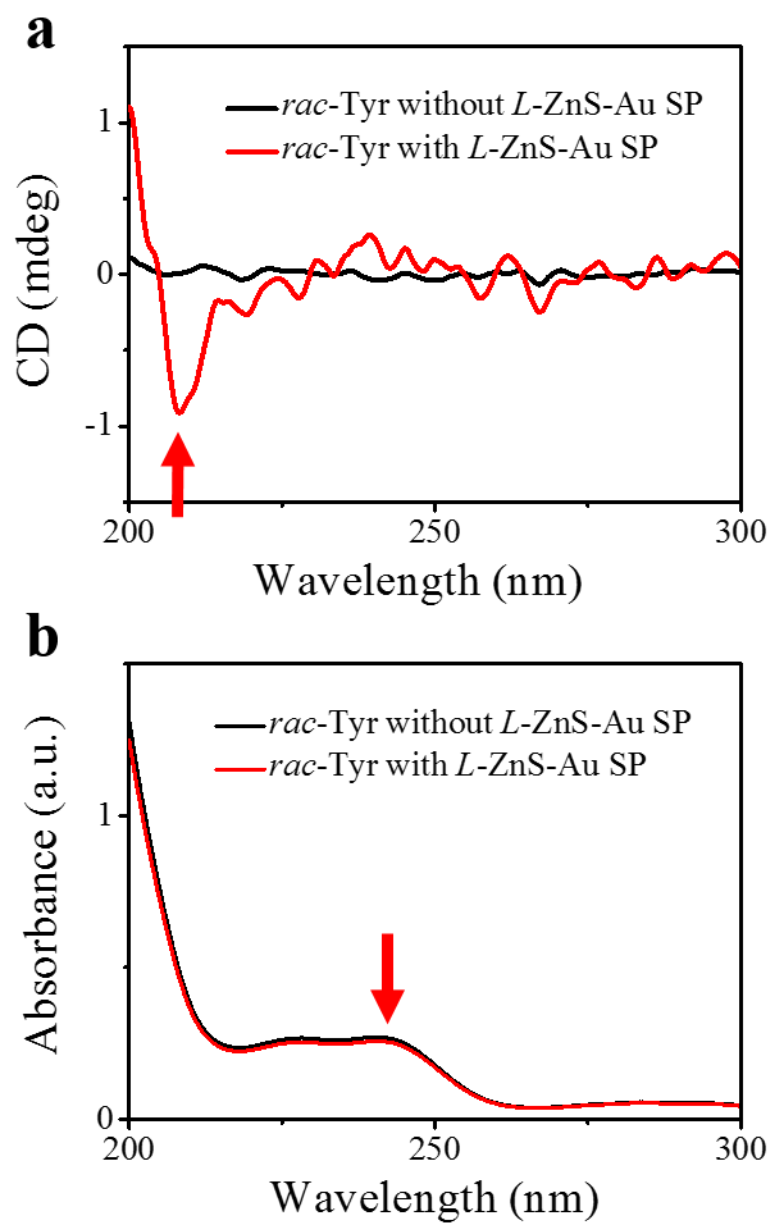 a
rac-Tyr without L-ZnS-Au SP
rac-Tyr with L-ZnS-Au SP
CD (mdeg)
1
0
-1
200
250
300
Wavelength (nm)
b
rac-Tyr without L-ZnS-Au SP
rac-Tyr with L-ZnS-Au SP
Absorbance (a.u.)
1
0
200
250
300
Wavelength (nm)